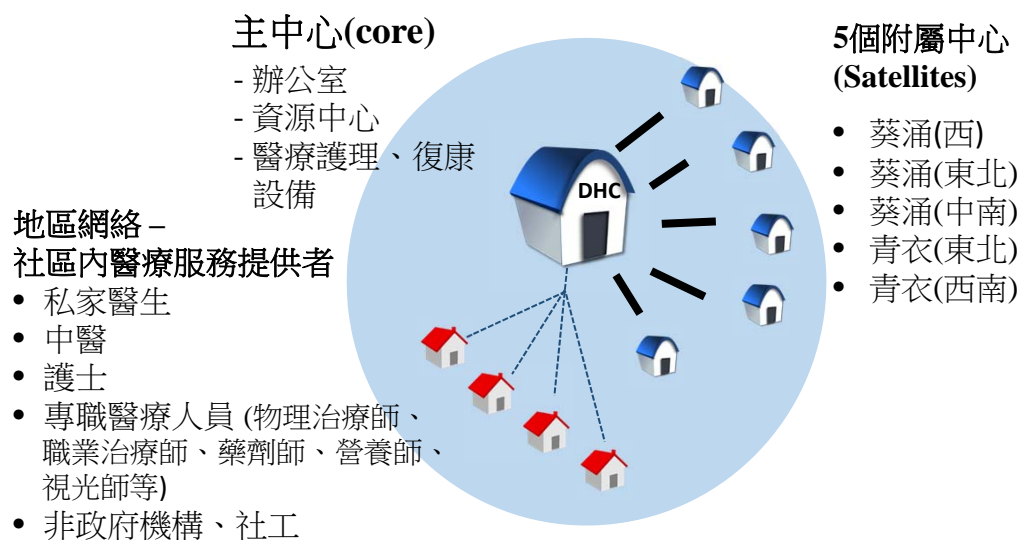 主中心(core)
- 辦公室
- 資源中心
- 醫療護理、復康
設備
DHC
5個附屬中心
(Satellites)
• 葵涌(西)
• 葵涌(東北)
• 葵涌(中南)
• 青衣(東北)
• 青衣(西南)
地區網絡 –
社區內醫療服務提供者
• 私家醫生
• 中醫
• 護士
• 專職醫療人員 (物理治療師、
職業治療師、藥劑師、營養師、
視光師等)
• 非政府機構、社工